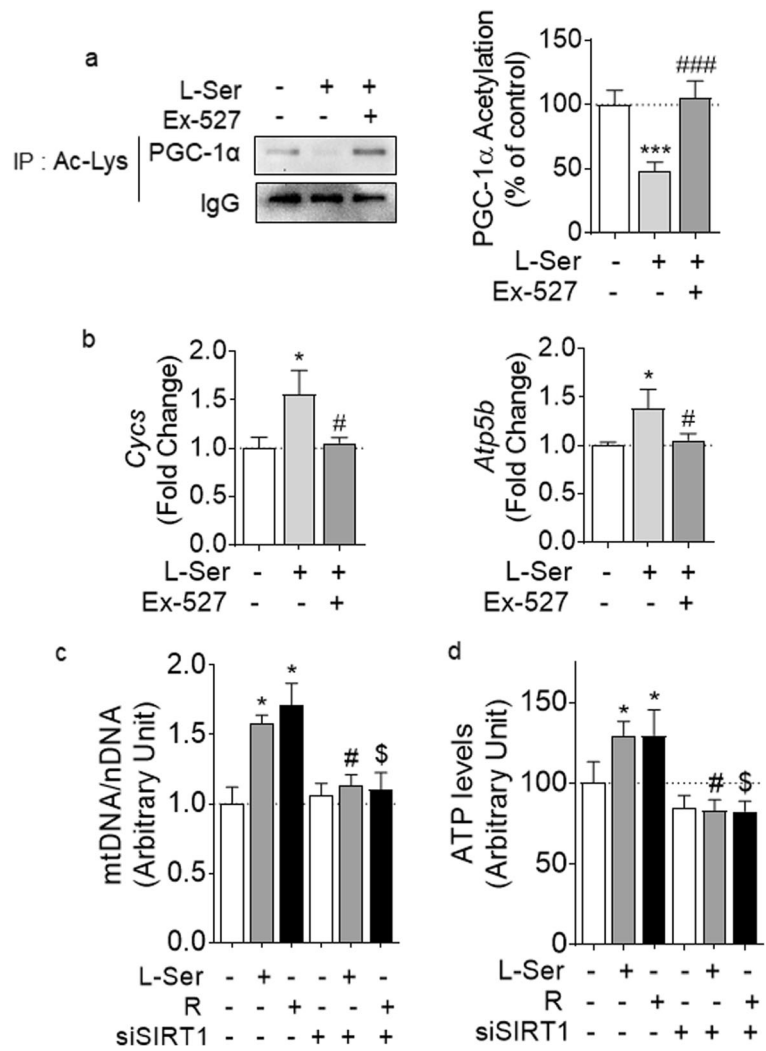 a
L-Ser - + +
Ex-527 - - +
IP : Ac-Lys
PGC-1α
IgG
PGC-1α Acetylation
(% of control)
150
100
50
0
***
###
L-Ser - + +
Ex-527 - - +
b
Cycs
(Fold Change)
2.0
1.5
1.0
0.5
0.0
*
#
L-Ser - + +
Ex-527 - - +
Atp5b
(Fold Change)
2.0
1.5
1.0
0.5
0.0
*
#
L-Ser - + +
Ex-527 - - +
c
mtDNA/nDNA
(Arbitrary Unit)
2.0
1.5
1.0
0.5
0.0
* * # $
L-Ser - + - - + -
R - - + - - +
siSIRT1 - - - + + +
d
ATP levels
(Arbitrary Unit)
150
100
50
0
* * # $
L-Ser - + - - + -
R - - + - - +
siSIRT1 - - - + + +